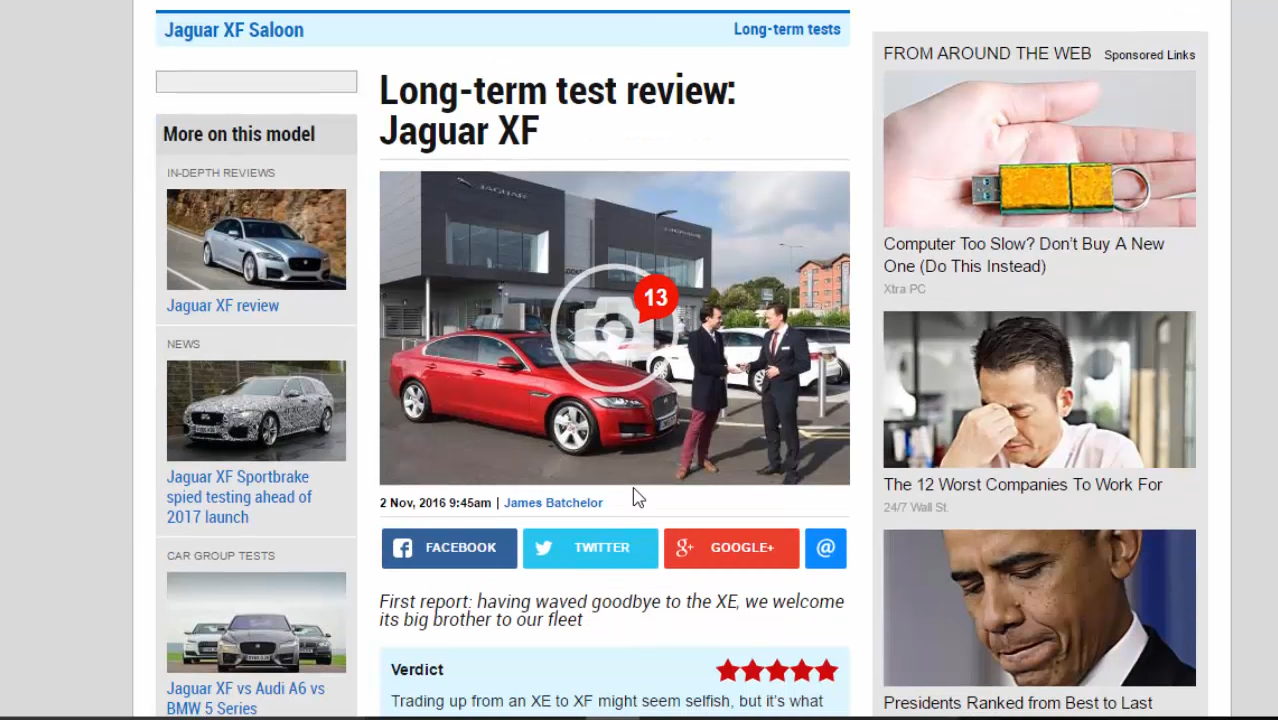 Jaguar XF Saloon
Long-term tests
More on this model
IN-DEPTH REVIEWS
Jaguar XF review
NEWS
Jaguar XF Sportbrake
spied testing ahead of
2017 launch
CAR GROUP TESTS
Jaguar XF vs Audi A6 vs
BMW 5 Series
Long-term test review:
Jaguar XF
JAGUAR
13
2 Nov, 2016 9:45am | James Batchelor
FACEBOOK
TWITTER
GOOGLE+
@
First report: having waved goodbye to the XE, we welcome
its big brother to our fleet
Verdict
Trading up from an XE to XF might seem selfish, but it's what
FROM AROUND THE WEB
Sponsored Links
Computer Too Slow? Don't Buy A New
One (Do This Instead)
Xtra PC
The 12 Worst Companies To Work For
24/7 Wall St.
Presidents Ranked from Best to Last